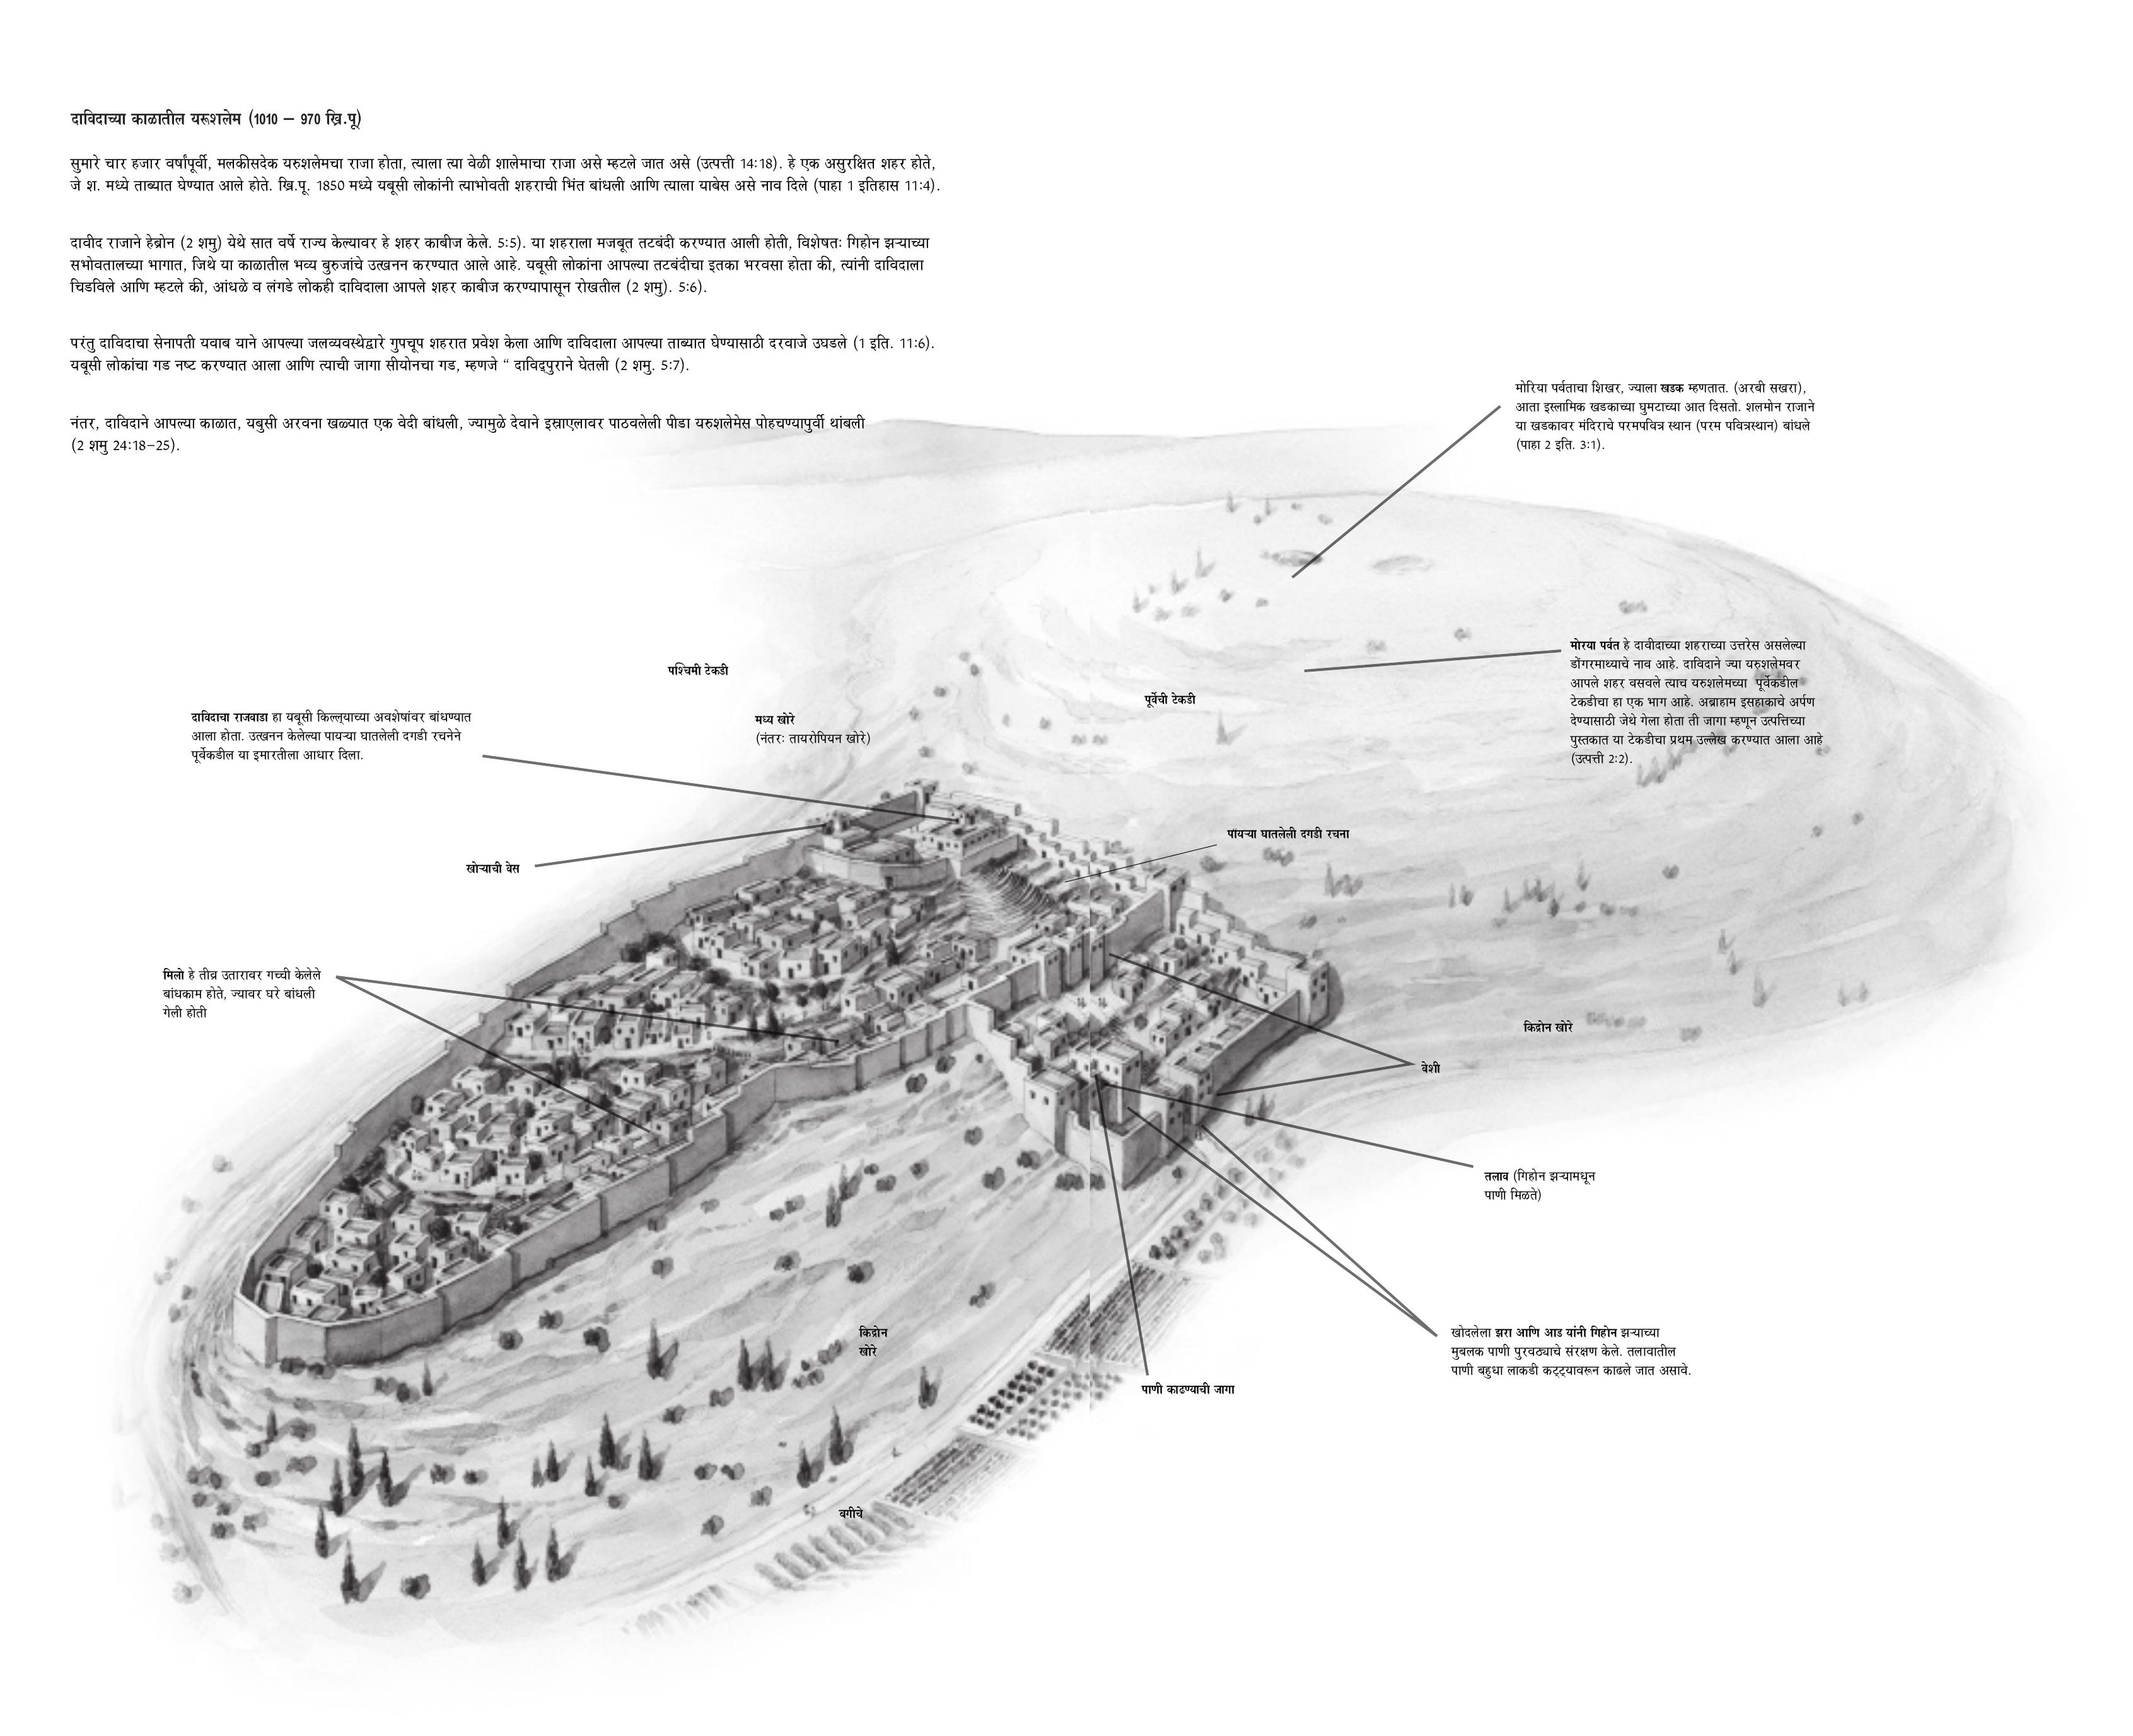 दाविदाच्या काळातील यरूशलेम (1010 – 970 ख्रि.पू)
सुमारे चार हजार वर्षांपूर्वी, मलकीसदेक यरुशलेमचा राजा होता, त्याला त्या वेळी शालेमाचा राजा असे म्हटले जात असे (उत्पत्ती 14:18). हे एक असुरक्षित शहर होते,
जे श. मध्ये ताब्यात घेण्यात आले होते. ख्रि.पू. 1850 मध्ये यबूसी लोकांनी त्याभोवती शहराची भिंत बांधली आणि त्याला याबेस असे नाव दिले (पाहा 1 इतिहास 11:4).
दावीद राजाने हेब्रोन (2 शमु) येथे सात वर्षे राज्य केल्यावर हे शहर काबीज केले. 5:5). या शहराला मजबूत तटबंदी करण्यात आली होती, विशेषतः गिहोन झऱ्याच्या
सभोवतालच्या भागात, जिथे या काळातील भव्य बुरुजांचे उत्खनन करण्यात आले आहे. यबूसी लोकांना आपल्या तटबंदीचा इतका भरवसा होता की, त्यांनी दाविदाला
चिडविले आणि म्हटले की, आंधळे व लंगडे लोकही दाविदाला आपले शहर काबीज करण्यापासून रोखतील (2 शमु). 5:6).
परंतु दाविदाचा सेनापती यवाब याने आपल्या जलव्यवस्थेद्वारे गुपचूप शहरात प्रवेश केला आणि दाविदाला आपल्या ताब्यात घेण्यासाठी दरवाजे उघडले (1 इति. 11:6).
यबूसी लोकांचा गड नष्ट करण्यात आला आणि त्याची जागा सीयोनचा गड, म्हणजे “ दाविद्पुराने घेतली (2 शमु. 5:7).
नंतर, दाविदाने आपल्या काळात, यबुसी अरवना खळ्यात एक वेदी बांधली, ज्यामुळे देवाने इस्राएलावर पाठवलेली पीडा यरुशलेमेस पोहचण्यापुर्वी थांबली
(2 शमु 24:18–25).
मोरिया पर्वताचा शिखर, ज्याला खडक म्हणतात. (अरबी सखरा),
आता इस्लामिक खडकाच्या घुमटाच्या आत दिसतो. शलमोन राजाने
या खडकावर मंदिराचे परमपवित्र स्थान (परम पवित्रस्थान) बांधले
(पाहा 2 इति. 3:1).
मोरया पर्वत हे दावीदाच्या शहराच्या उत्तरेस असलेल्या
डोंगरमाथ्याचे नाव आहे. दाविदाने ज्या यरुशलेमवर
आपले शहर वसवले त्याच यरुशलेमच्या पूर्वेकडील
टेकडीचा हा एक भाग आहे. अब्राहाम इसहाकाचे अर्पण
देण्यासाठी जेथे गेला होता ती जागा म्हणून उत्पत्तिच्या
पुस्तकात या टेकडीचा प्रथम उल्लेख करण्यात आला आहे
(उत्पत्ती 2:2).
पश्चिमी टेकडी
पूर्वेची टेकडी
मध्य खोरे
(नंतरः तायरोपियन खोरे)
दाविदाचा राजवाडा हा यबूसी किल्ल्याच्या अवशेषांवर बांधण्यात
आला होता. उत्खनन केलेल्या पायऱ्या घातलेली दगडी रचनेने
पूर्वेकडील या इमारतीला आधार दिला.
पायऱ्या घातलेली दगडी रचना
खोऱ्याची वेस
मिलो हे तीव्र उतारावर गच्ची केलेले
बांधकाम होते, ज्यावर घरे बांधली
गेली होती
किद्रोन खोरे
वेशी
तलाव (गिहोन झऱ्यामधून
पाणी मिळते)
खोदलेला झरा आणि आड यांनी गिहोन झऱ्याच्या
मुबलक पाणी पुरवठ्याचे संरक्षण केले. तलावातील
पाणी बहुधा लाकडी कट्ट्यावरून काढले जात असावे.
किद्रोन
खोरे
पाणी काढण्याची जागा
बगीचे